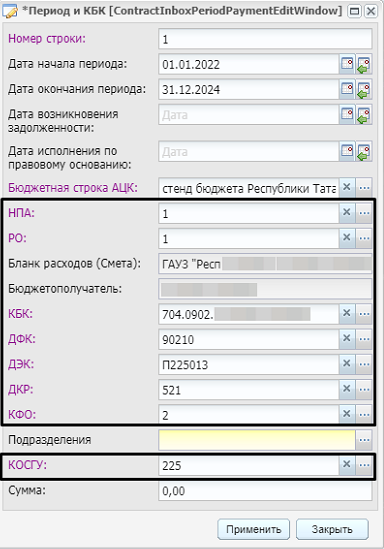 *Период и КБК [ContractInboxPeriodPaymentEditWindow]
Номер строки: 1
Дата начала периода: 01.01.2022
Дата окончания периода: 31.12.2024
Дата возникновения задолженности: Дата
Дата исполнения по правовому основанию: Дата
Бюджетная строка АЦК: стенд бюджета Республики Тата
НПА: 1
РО: 1
Бланк расходов (Смета): ГАУЗ "Респ
Бюджетополучатель:
КБК: 704.0902.
ДФК: 90210
ДЭК: П225013
ДКР: 521
КФО: 2
Подразделения
КОСГУ: 225
Сумма: 0,00
Применить Закрыть